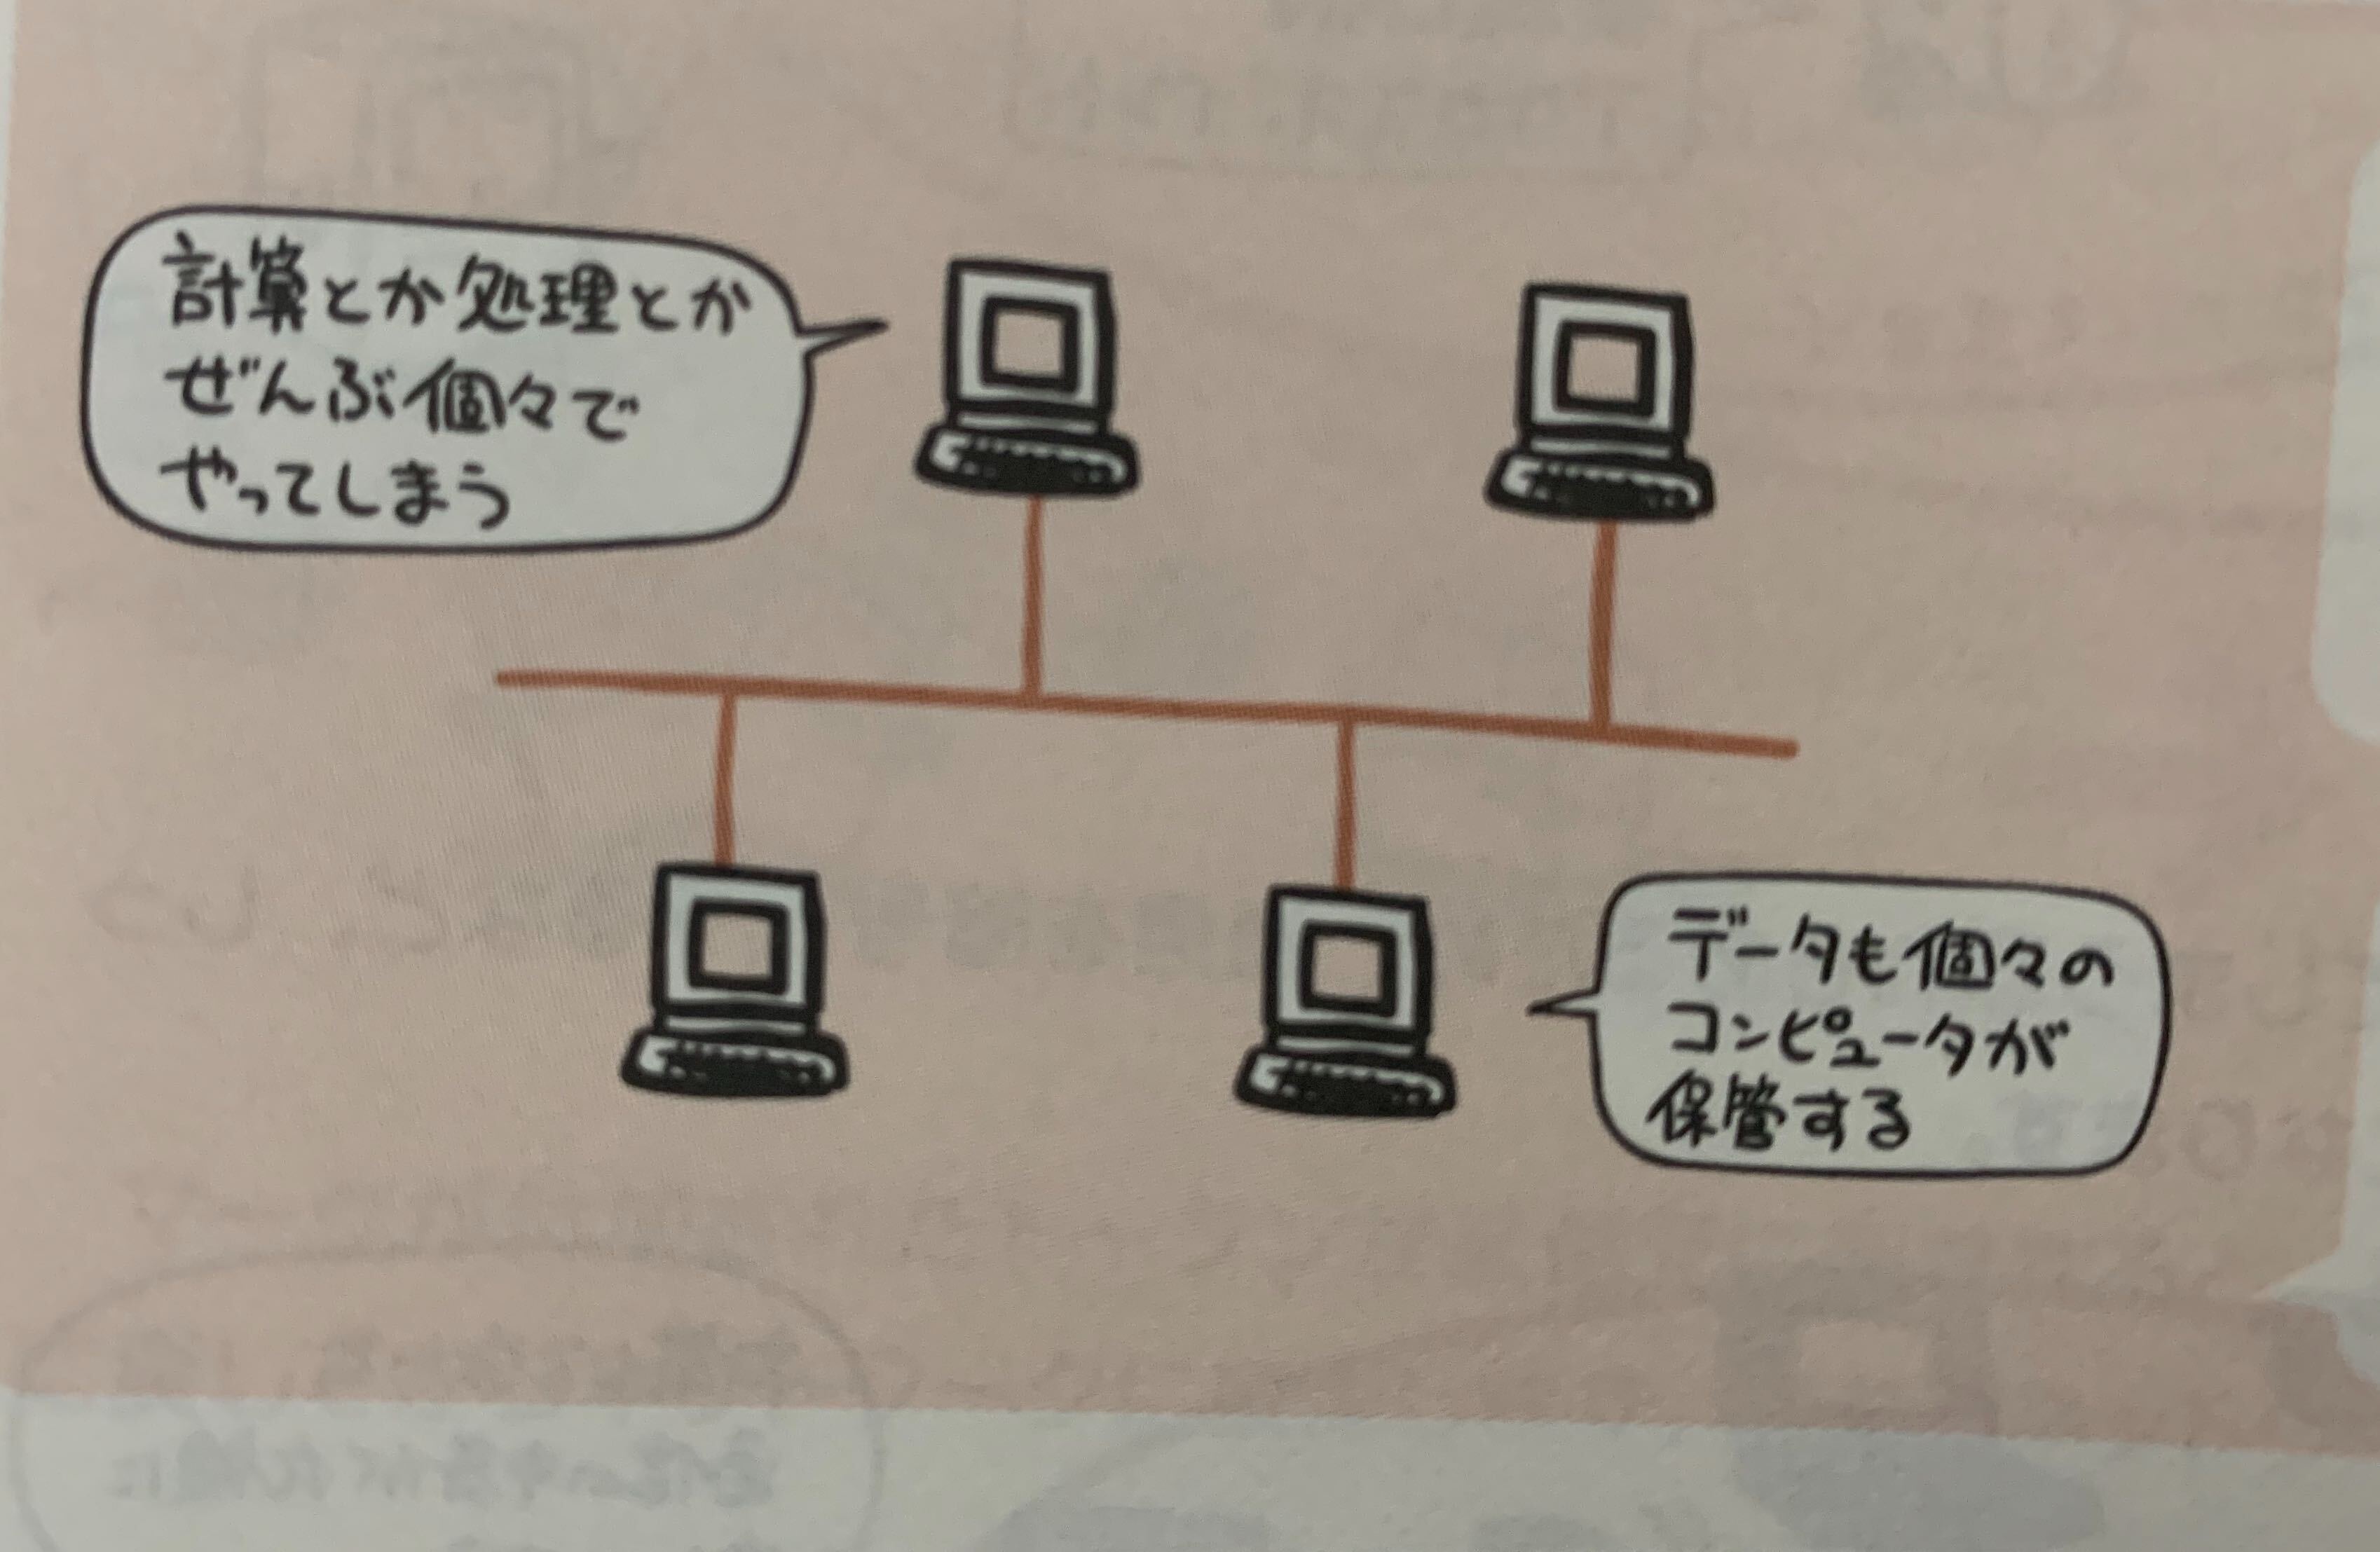 計算とか処理とか
ぜんぶ個々で
やってしまう
データも個々の
コンピュータが
保管する